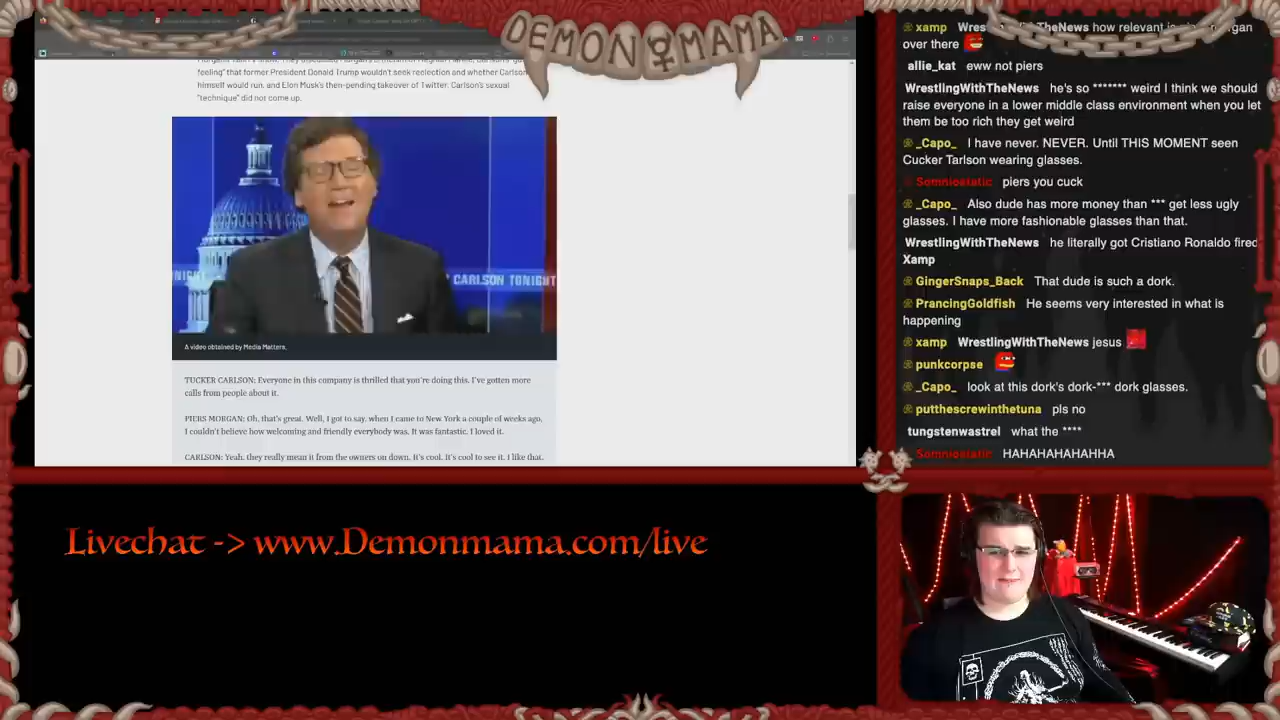 DEMON MAMA
feeling" that former President Donald Trump wouldn't seek reelection and whether Carlson
himself would run, and Elon Musk's then-pending takeover of Twitter. Carlson's sexual
"technique" did not come up.
NIGHT
CARLSON TONIGHT
A video obtained by Media Matters.
TUCKER CARLSON: Everyone in this company is thrilled that you're doing this. I've gotten more
calls from people about it.
PIERS MORGAN: Oh, that's great. Well, I got to say, when I came to New York a couple of weeks ago,
I couldn't believe how welcoming and friendly everybody was. It was fantastic. I loved it.
CARLSON: Yeah, they really mean it from the owners on down. It's cool. It's cool to see it. I like that.
Livechat -> www.Demonmama.com/live
xamp how relevant
over there
allie_kat eww not piers
WrestlingWithTheNews he's so ******* weird I think we should
raise everyone in a lower middle class environment when you let
them be too rich they get weird
_Capo_ I have never. NEVER. Until THIS MOMENT seen
Cucker Tarlson wearing glasses.
Somniostatic piers you cuck
_Capo_ Also dude has more money than *** get less ugly
glasses. I have more fashionable glasses than that.
WrestlingWithTheNews he literally got Cristiano Ronaldo fired
Xamp
GingerSnaps_Back That dude is such a dork.
PrancingGoldfish He seems very interested in what is
happening
xamp WrestlingWithTheNews jesus
punkcorpse
_Capo_ look at this dork's dork-*** dork glasses.
putthescrewinthetuna pls no
tungstenwastrel what the ****
Somniostatic HAHAHAHAHAHHA